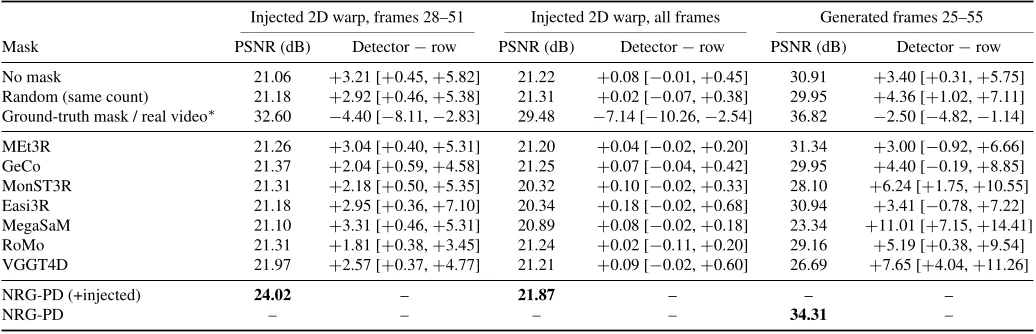 Injected 2D warp, frames 28–51 Injected 2D warp, all frames Generated frames 25–55
Mask PSNR (dB) Detector − row PSNR (dB) Detector − row PSNR (dB) Detector − row
No mask 21.06 +3.21 [+0.45, +5.82] 21.22 +0.08 [−0.01, +0.45] 30.91 +3.40 [+0.31, +5.75]
Random (same count) 21.18 +2.92 [+0.46, +5.38] 21.31 +0.02 [−0.07, +0.38] 29.95 +4.36 [+1.02, +7.11]
Ground-truth mask / real video* 32.60 −4.40 [−8.11, −2.83] 29.48 −7.14 [−10.26, −2.54] 36.82 −2.50 [−4.82, −1.14]
MEt3R 21.26 +3.04 [+0.40, +5.31] 21.20 +0.04 [−0.02, +0.20] 31.34 +3.00 [−0.92, +6.66]
GeCo 21.37 +2.04 [+0.59, +4.58] 21.25 +0.07 [−0.04, +0.42] 29.95 +4.40 [−0.19, +8.85]
MonST3R 21.31 +2.18 [+0.50, +5.35] 20.32 +0.10 [−0.02, +0.33] 28.10 +6.24 [+1.75, +10.55]
Easi3R 21.18 +2.95 [+0.36, +7.10] 20.34 +0.18 [−0.02, +0.68] 30.94 +3.41 [−0.78, +7.22]
MegaSaM 21.10 +3.31 [+0.46, +5.31] 20.89 +0.08 [−0.02, +0.18] 23.34 +11.01 [+7.15, +14.41]
RoMo 21.31 +1.81 [+0.38, +3.45] 21.24 +0.02 [−0.11, +0.20] 29.16 +5.19 [+0.38, +9.54]
VGGT4D 21.97 +2.57 [+0.37, +4.77] 21.21 +0.09 [−0.02, +0.60] 26.69 +7.65 [+4.04, +11.26]
NRG-PD (+injected) 24.02 – 21.87 – – –
NRG-PD – – – – 34.31 –